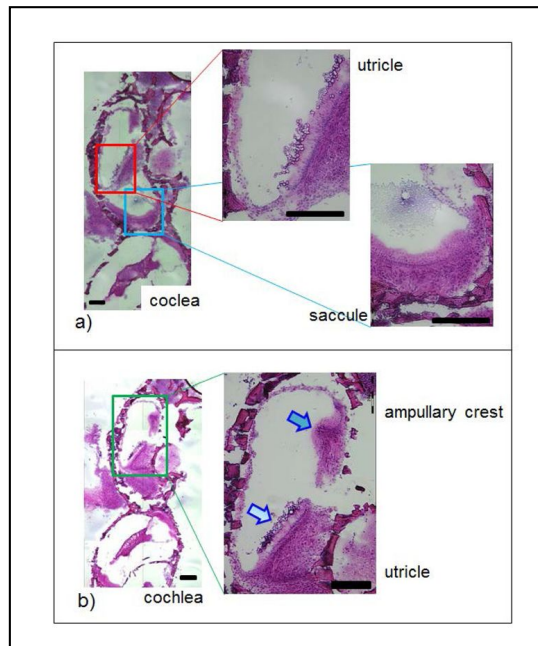 utricle
coclea
saccule
a)
ampullary crest
utricle
cochlea
b)